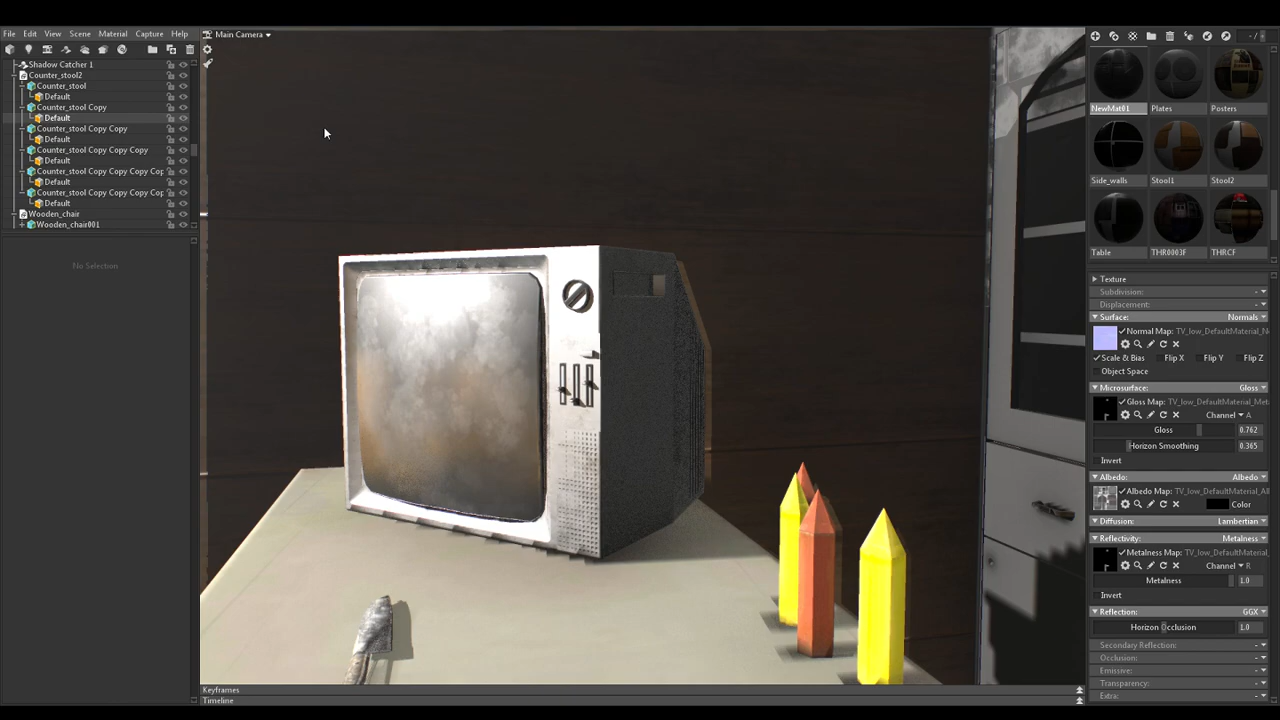 File Edit View Scene Material Capture Help
Main Camera
Shadow Catcher 1
Counter_stool2
Counter_stool
Default
Counter_stool Copy
Default
Counter_stool Copy Copy
Default
Counter_stool Copy Copy Copy
Default
Counter_stool Copy Copy Copy Cop
Default
Counter_stool Copy Copy Copy Cop
Default
Wooden_chair
Wooden_chair001
No Selection
Keyframes
Timeline
NewMat01 Plates Posters
Side_walls Stool1 Stool2
Table THR0003F THRCF
Texture
Subdivision:
Displacement:
Surface: Normals
Normal Map: TV_low_DefaultMaterial_N
Scale & Bias Flip X Flip Y Flip Z
Object Space
Microsurface: Gloss
Gloss Map: TV_low_DefaultMaterial_Met
Channel A
Gloss 0.762
Horizon Smoothing 0.365
Invert
Albedo: Albedo
Albedo Map: TV_low_DefaultMaterial_Al
Color
Diffusion: Lambertian
Reflectivity: Metalness
Metalness Map: TV_low_DefaultMaterial_
Channel R
Metalness 1.0
Invert
Reflection: GGX
Horizon Occlusion 1.0
Secondary Reflection:
Occlusion:
Emissive:
Transparency:
Extra: